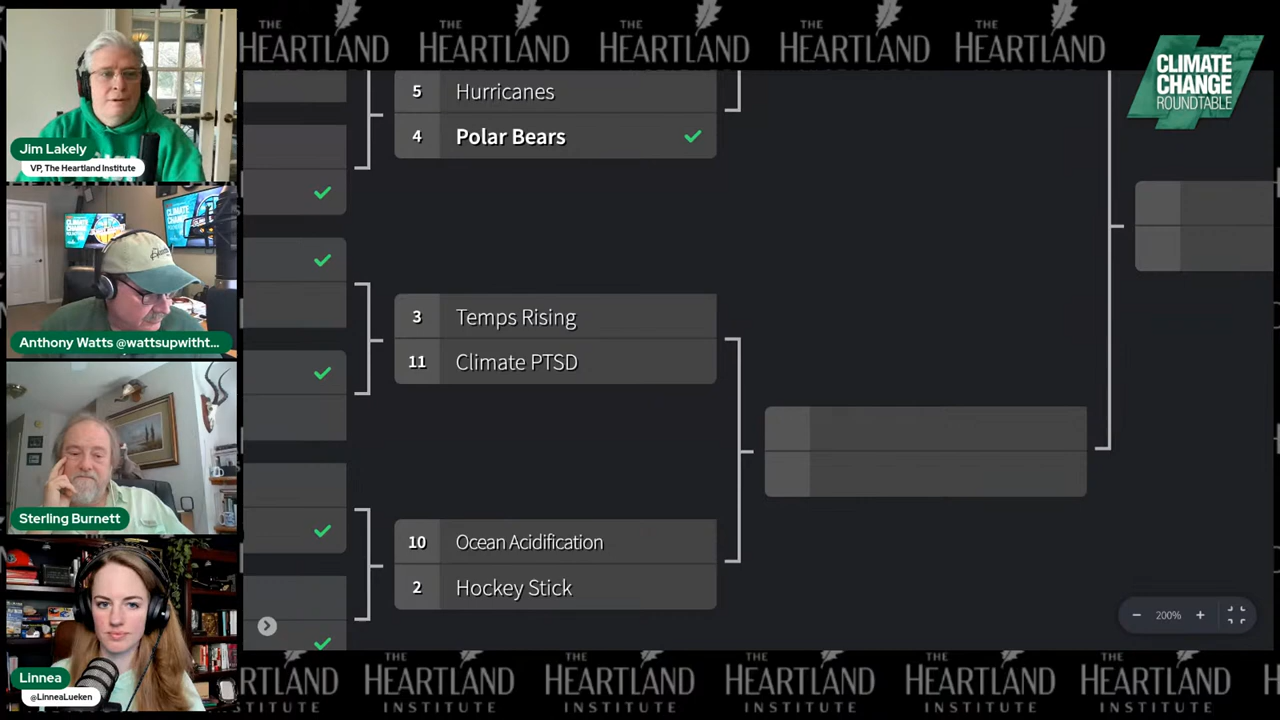 Jim Lakely
VP, The Heartland Institute
Anthony Watts @wattsupwitht...
Sterling Burnett
Linnea
@LinneaLueken
THE HEARTLAND THE HEARTLAND THE HEARTLAND THE HEARTLAND THE HEARTLAND
CLIMATE
CHANGE
ROUNDTABLE
5 Hurricanes
4 Polar Bears
3 Temps Rising
11 Climate PTSD
10 Ocean Acidification
2 Hockey Stick
200%
THE THE THE THE THE
HEARTLAND HEARTLAND HEARTLAND HEARTLAND HEARTLAND
INSTITUTE INSTITUTE INSTITUTE INSTITUTE